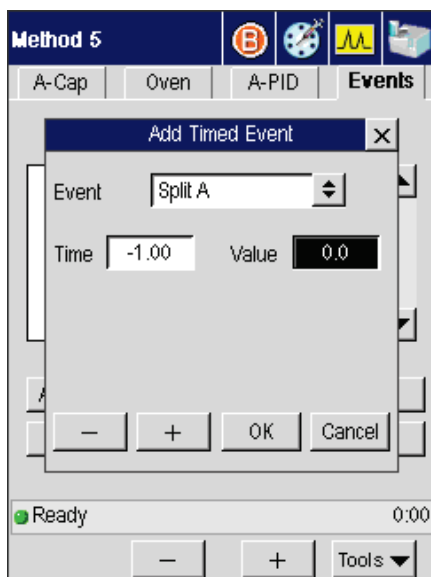 Method 5
B
A-Cap Oven A-PID Events
Add Timed Event
Event Split A
Time -1.00 Value 0.0
A
− + OK Cancel
Ready 0:00
− + Tools